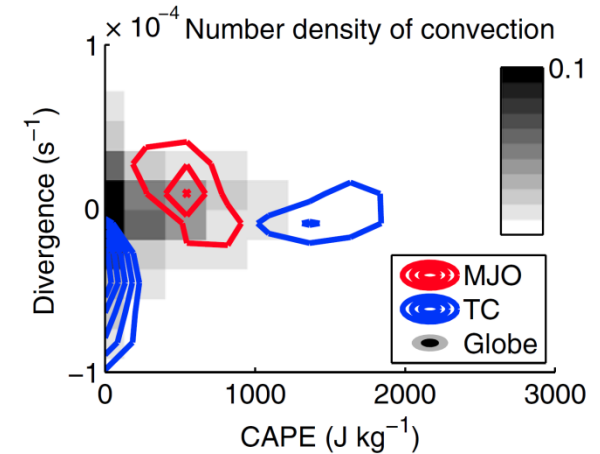 × 10⁻⁴ Number density of convection
1
0
−1
Divergence (s⁻¹)
0.1
MJO
TC
Globe
0 1000 2000 3000
CAPE (J kg⁻¹)